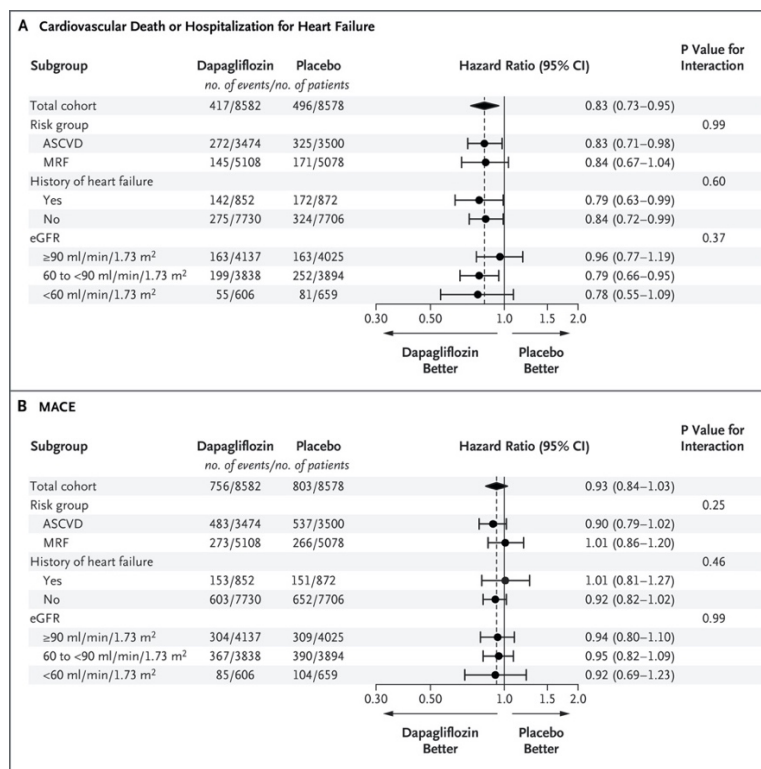 A Cardiovascular Death or Hospitalization for Heart Failure
Subgroup Dapagliflozin Placebo Hazard Ratio (95% CI) P Value for Interaction
no. of events/no. of patients
Total cohort 417/8582 496/8578 0.83 (0.73–0.95)
Risk group 0.99
ASCVD 272/3474 325/3500 0.83 (0.71–0.98)
MRF 145/5108 171/5078 0.84 (0.67–1.04)
History of heart failure 0.60
Yes 142/852 172/872 0.79 (0.63–0.99)
No 275/7730 324/7706 0.84 (0.72–0.99)
eGFR 0.37
≥90 ml/min/1.73 m² 163/4137 163/4025 0.96 (0.77–1.19)
60 to <90 ml/min/1.73 m² 199/3838 252/3894 0.79 (0.66–0.95)
<60 ml/min/1.73 m² 55/606 81/659 0.78 (0.55–1.09)
0.30 0.50 1.0 1.5 2.0
Dapagliflozin Better Placebo Better
B MACE
Subgroup Dapagliflozin Placebo Hazard Ratio (95% CI) P Value for Interaction
no. of events/no. of patients
Total cohort 756/8582 803/8578 0.93 (0.84–1.03)
Risk group 0.25
ASCVD 483/3474 537/3500 0.90 (0.79–1.02)
MRF 273/5108 266/5078 1.01 (0.86–1.20)
History of heart failure 0.46
Yes 153/852 151/872 1.01 (0.81–1.27)
No 603/7730 652/7706 0.92 (0.82–1.02)
eGFR 0.99
≥90 ml/min/1.73 m² 304/4137 309/4025 0.94 (0.80–1.10)
60 to <90 ml/min/1.73 m² 367/3838 390/3894 0.95 (0.82–1.09)
<60 ml/min/1.73 m² 85/606 104/659 0.92 (0.69–1.23)
0.30 0.50 1.0 1.5 2.0
Dapagliflozin Better Placebo Better